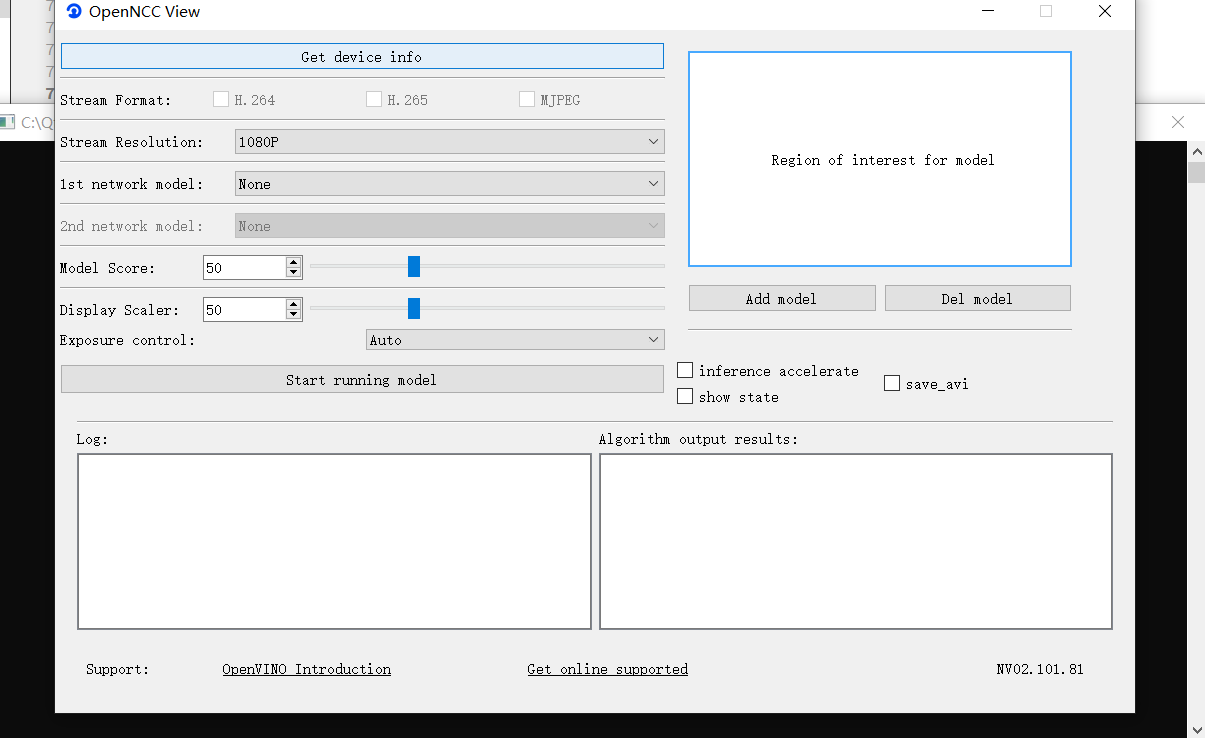 OpenNCC View
C:\Q
Get device info
Stream Format: H.264 H.265 MJPEG
Stream Resolution: 1080P
1st network model: None
2nd network model: None
Model Score: 50
Display Scaler: 50
Exposure control: Auto
Start running model
Region of interest for model
Add model Del model
inference accelerate
show state
save_avi
Log:
Algorithm output results:
Support: OpenVINO Introduction Get online supported NV02.101.81